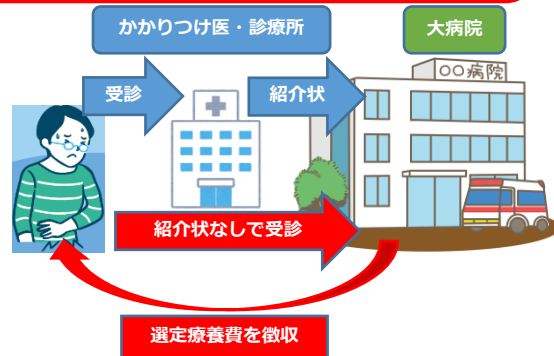 かかりつけ医・診療所
大病院
〇〇病院
受診
紹介状
紹介状なしで受診
選定療養費を徴収